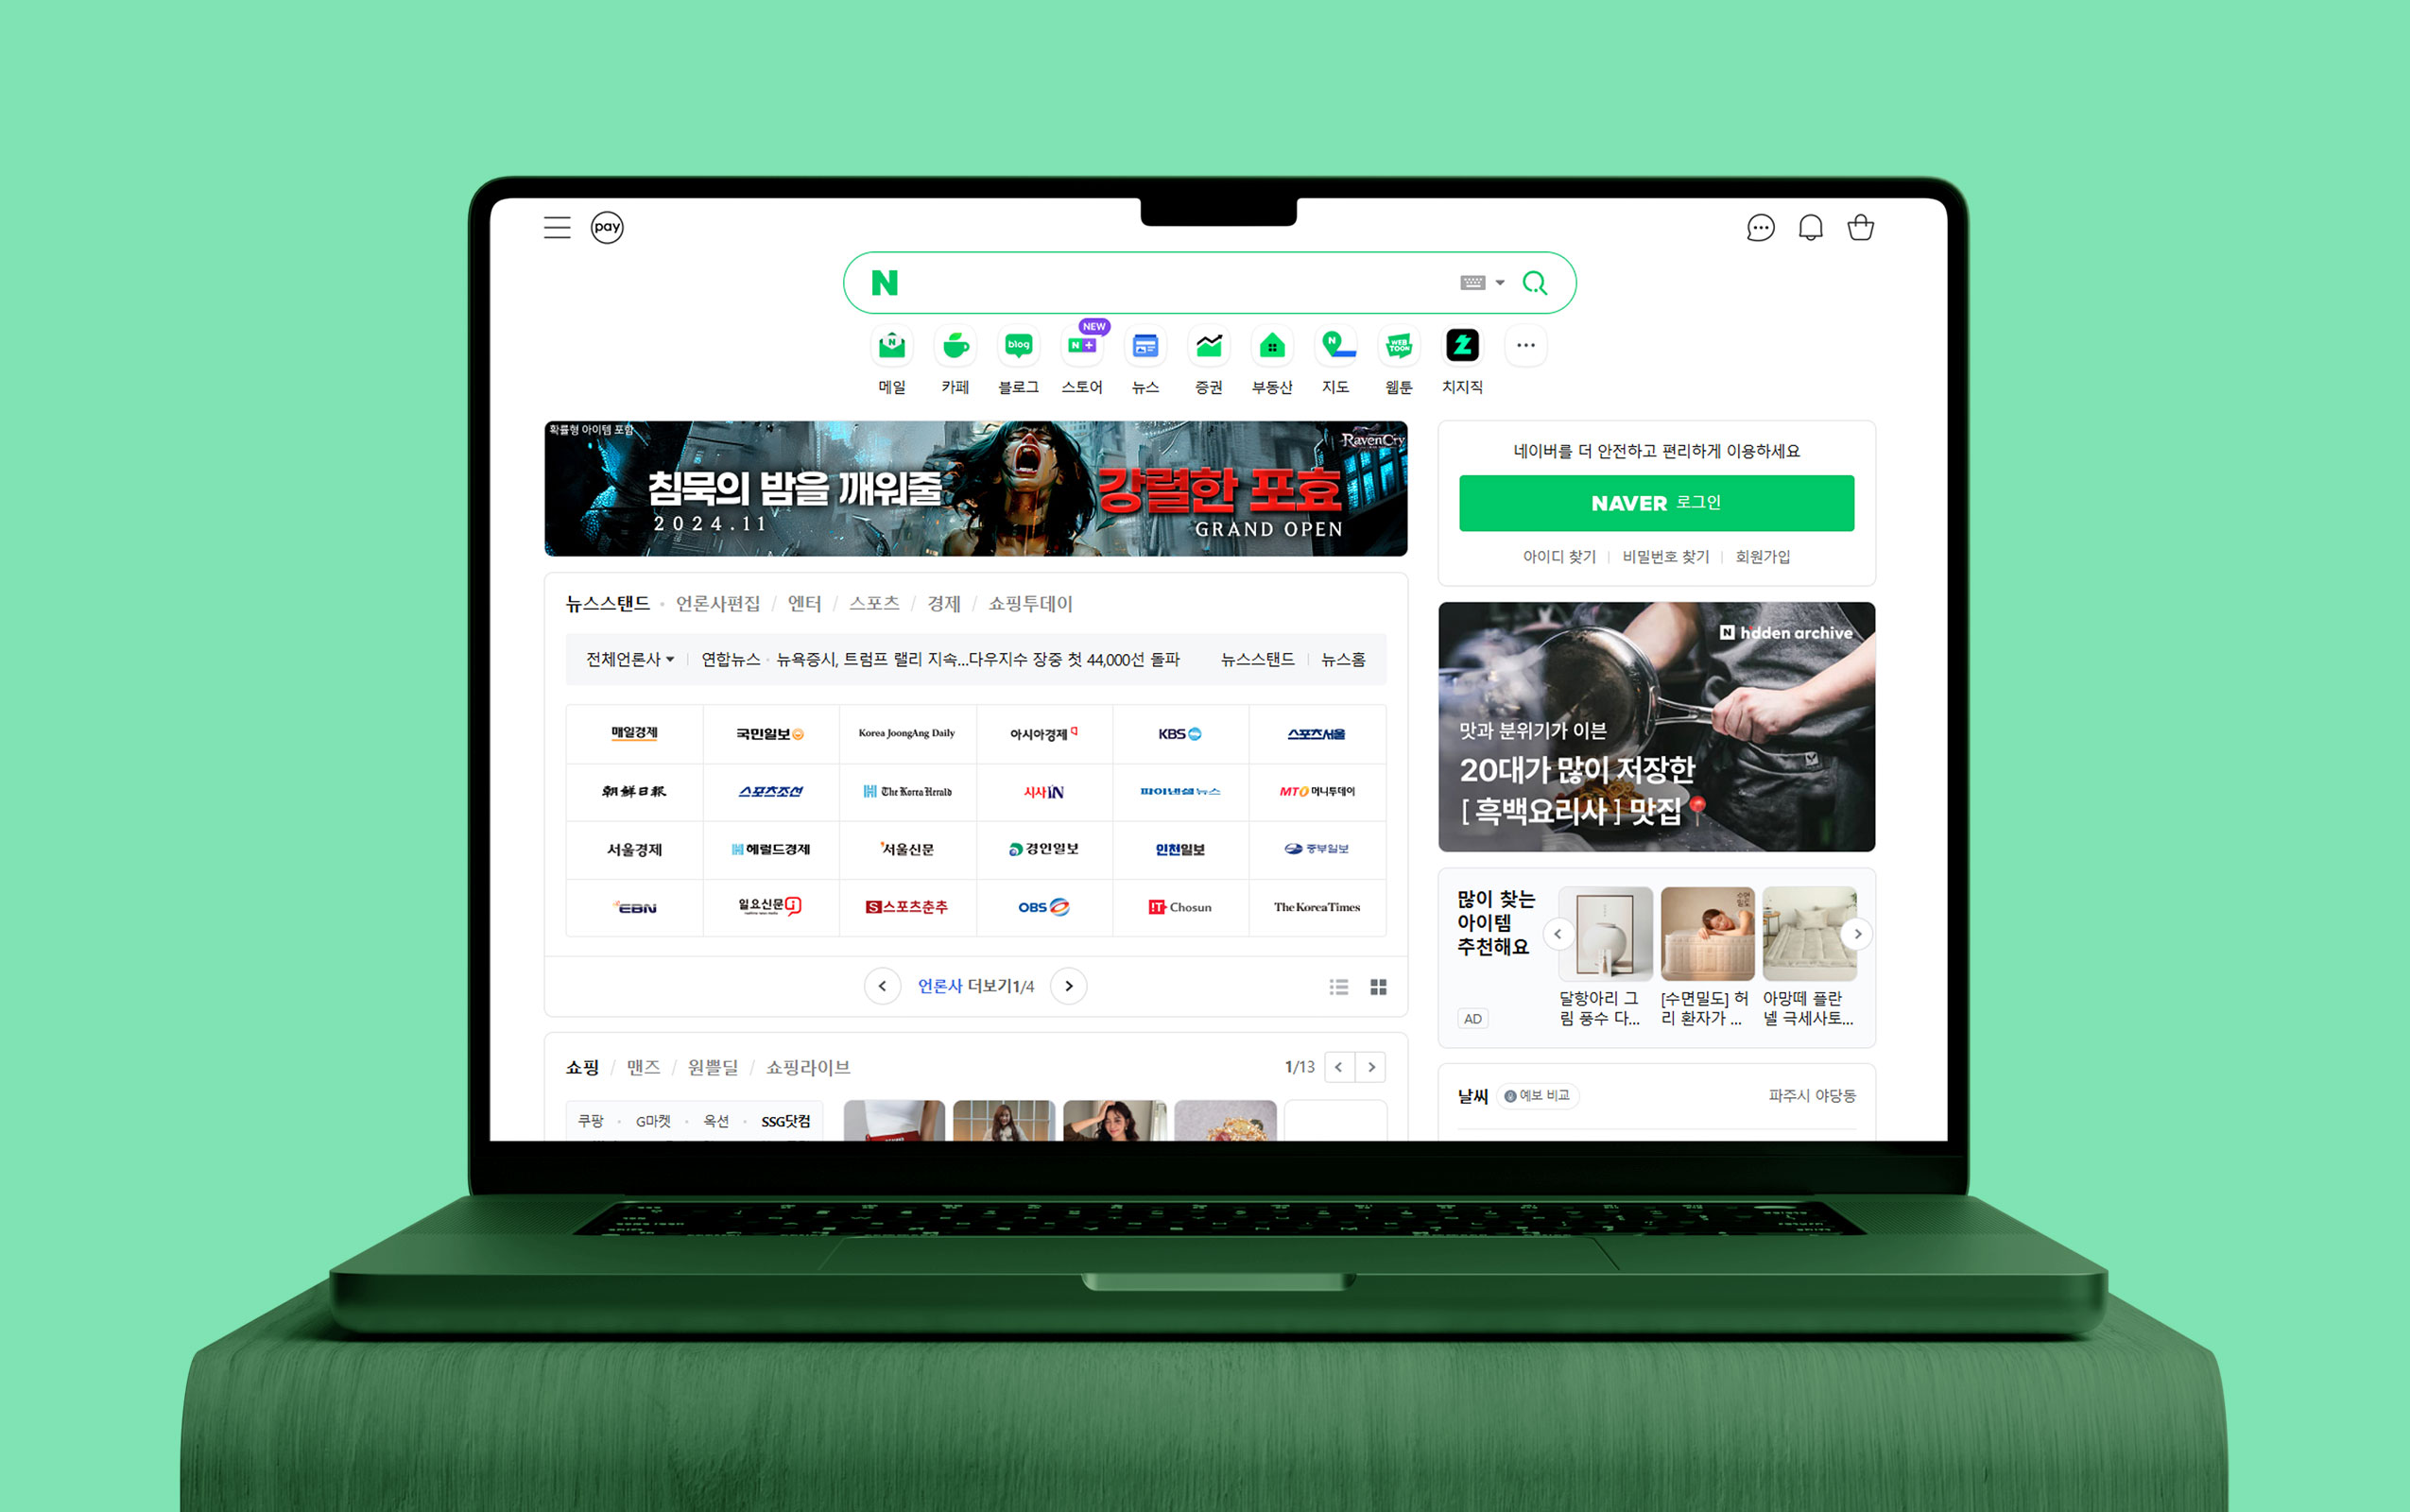 pay
N
NEW
blog
N+
WEB TOON
메일 카페 블로그 스토어 뉴스 증권 부동산 지도 웹툰 치지직
확률형 아이템 포함
RavenCry
침묵의 밤을 깨워줄
2024.11
강렬한 포효
GRAND OPEN
네이버를 더 안전하고 편리하게 이용하세요
NAVER 로그인
아이디 찾기 | 비밀번호 찾기 | 회원가입
뉴스스탠드 · 언론사편집 / 엔터 / 스포츠 / 경제 / 쇼핑투데이
전체언론사 | 연합뉴스 · 뉴욕증시, 트럼프 랠리 지속...다우지수 장중 첫 44,000선 돌파 뉴스스탠드 | 뉴스홈
매일경제 국민일보 Korea JoongAng Daily 아시아경제 KBS 스포츠서울
朝鮮日報 스포츠조선 The Korea Herald 시사IN 파이낸셜뉴스 MTO 머니투데이
서울경제 헤럴드경제 서울신문 경인일보 인천일보 중부일보
EBN 일요신문 S스포츠춘추 OBS IT Chosun The Korea Times
언론사 더보기1/4
N hdden archive
맛과 분위기가 이븐
20대가 많이 저장한
[ 흑백요리사 ] 맛집
많이 찾는
아이템
추천해요
AD
달항아리 그
림 풍수 다...
[수면밀도] 허
리 환자가 ...
아망떼 플란
넬 극세사토...
쇼핑 / 맨즈 / 원쁠딜 / 쇼핑라이브
1/13
쿠팡 · G마켓 · 옥션 · SSG닷컴
날씨 예보 비교 파주시 야당동